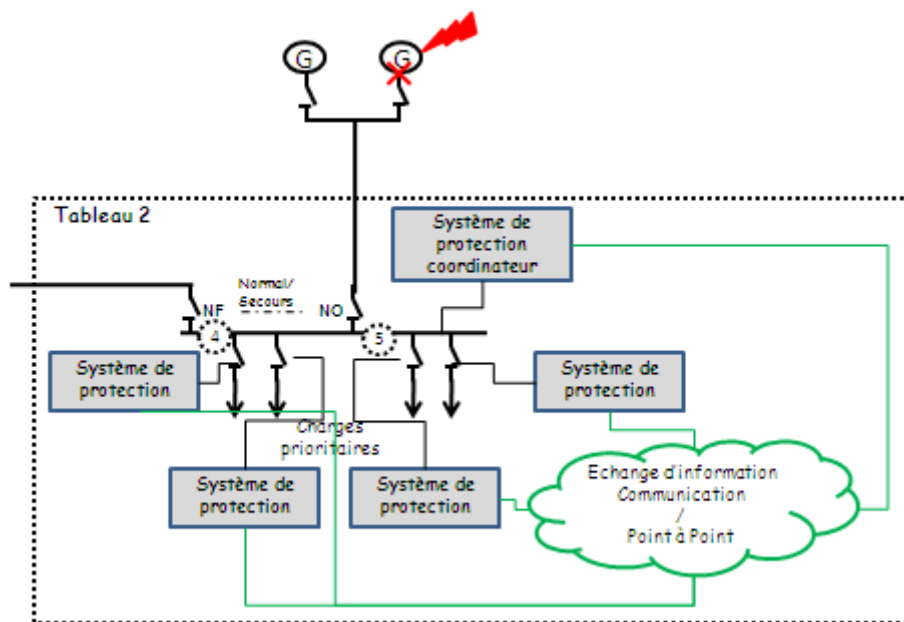 G
G
Tableau 2
Système de
protection
coordinateur
Normal/
Secours
NF
NO
4
5
Système de
protection
Système de
protection
Charges
prioritaires
Système de
protection
Système de
protection
Echange d'information
Communication
/
Point à Point